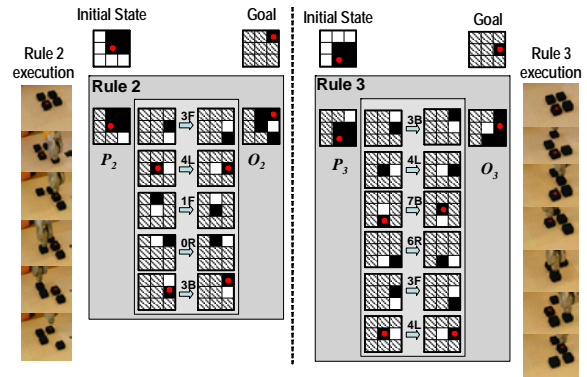 Initial State
Goal
Rule 2
execution
Rule 2
P2
O2
3F
4L
1F
0R
3B
Initial State
Goal
Rule 3
execution
Rule 3
P3
O3
3B
4L
7B
6R
3F
4L